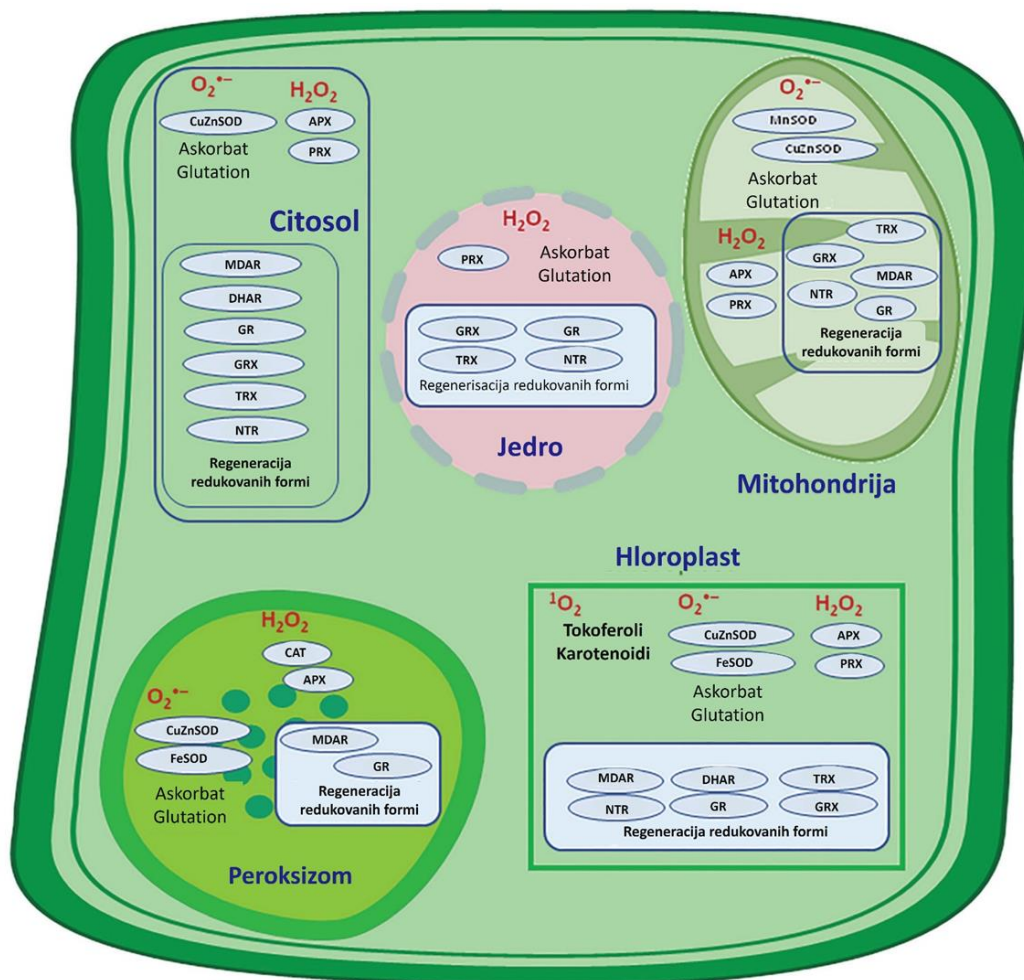 O₂•− H₂O₂
CuZnSOD APX
Askorbat PRX
Glutation
Citosol
MDAR
DHAR
GR
GRX
TRX
NTR
Regeneracija
redukovanih formi
H₂O₂
PRX Askorbat
Glutation
GRX GR
TRX NTR
Regenerisacija redukovanih formi
Jedro
O₂•−
MnSOD
CuZnSOD
Askorbat
Glutation
H₂O₂
APX
PRX
TRX
GRX
MDAR
NTR
GR
Regeneracija
redukovanih formi
Mitohondrija
H₂O₂
CAT
APX
O₂•−
CuZnSOD
FeSOD
Askorbat
Glutation
MDAR
GR
Regeneracija
redukovanih formi
Peroksizom
Hloroplast
¹O₂ O₂•− H₂O₂
Tokoferoli
Karotenoidi
CuZnSOD APX
FeSOD PRX
Askorbat
Glutation
MDAR DHAR TRX
NTR GR GRX
Regeneracija redukovanih formi